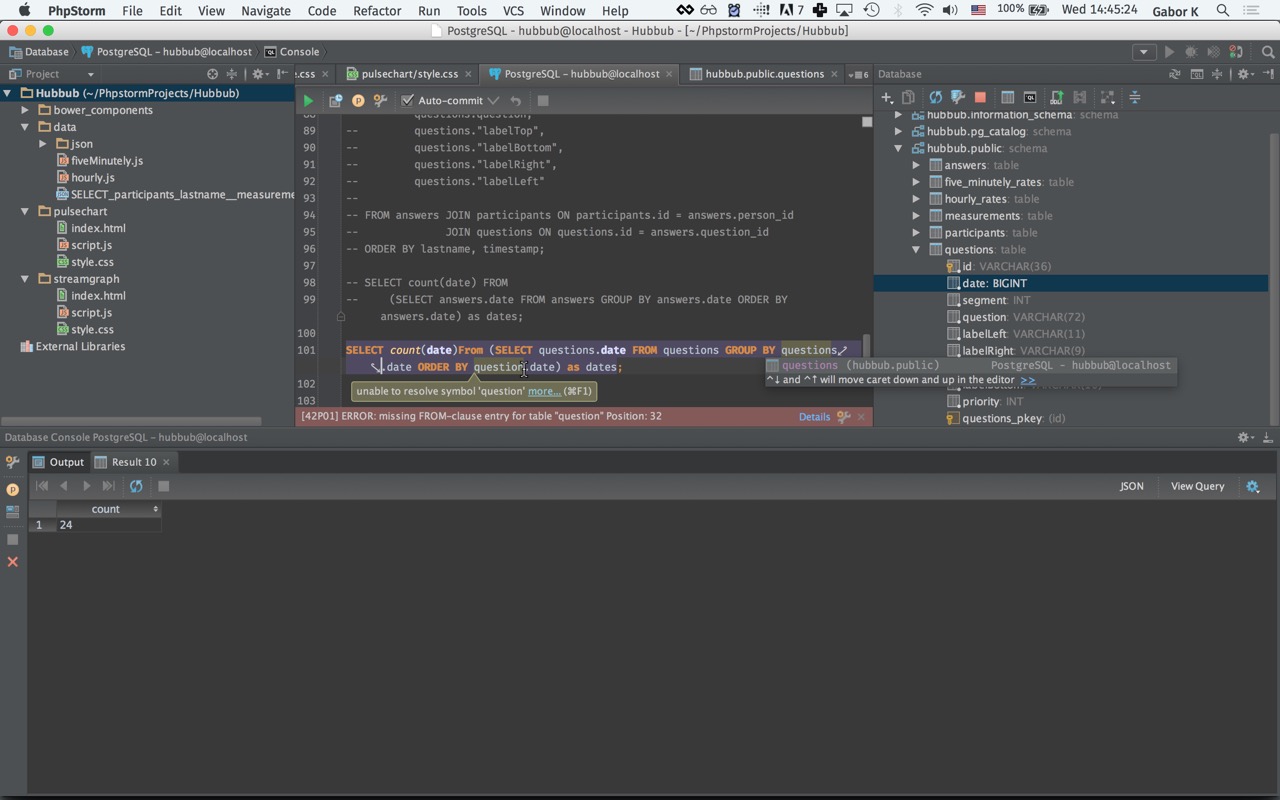 PhpStorm File Edit View Navigate Code Refactor Run Tools VCS Window Help 7 100% Wed 14:45:24 Gabor K
PostgreSQL - hubbub@localhost - Hubbub - [~/PhpstormProjects/Hubbub]
Database PostgreSQL - hubbub@localhost Console
Project
e.css pulsechart/style.css PostgreSQL – hubbub@localhost hubbub.public.questions 6
Database
Auto-commit
Hubbub (~/PhpstormProjects/Hubbub)
bower_components
data
json
fiveMinutely.js
hourly.js
SELECT_participants_lastname__measureme
pulsechart
index.html
script.js
style.css
streamgraph
index.html
script.js
style.css
External Libraries
89 -- questions."labelTop",
90 -- questions."labelBottom",
91 -- questions."labelRight",
92 -- questions."labelLeft"
93 --
94 -- FROM answers JOIN participants ON participants.id = answers.person_id
95 -- JOIN questions ON questions.id = answers.question_id
96 -- ORDER BY lastname, timestamp;
97
98 -- SELECT count(date) FROM
99 -- (SELECT answers.date FROM answers GROUP BY answers.date ORDER BY
answers.date) as dates;
100
101 SELECT count(date)From (SELECT questions.date FROM questions GROUP BY questions
.date ORDER BY question.date) as dates;
102
103
unable to resolve symbol 'question' more... (⌘F1)
questions (hubbub.public) PostgreSQL – hubbub@localhost
^↓ and ^↑ will move caret down and up in the editor >>
[42P01] ERROR: missing FROM-clause entry for table "question" Position: 32 Details
hubbub.information_schema: schema
hubbub.pg_catalog: schema
hubbub.public: schema
answers: table
five_minutely_rates: table
hourly_rates: table
measurements: table
participants: table
questions: table
id: VARCHAR(36)
date: BIGINT
segment: INT
question: VARCHAR(72)
labelLeft: VARCHAR(11)
labelRight: VARCHAR(9)
priority: INT
questions_pkey: (id)
Database Console PostgreSQL - hubbub@localhost
Output Result 10
JSON View Query
count
1 24